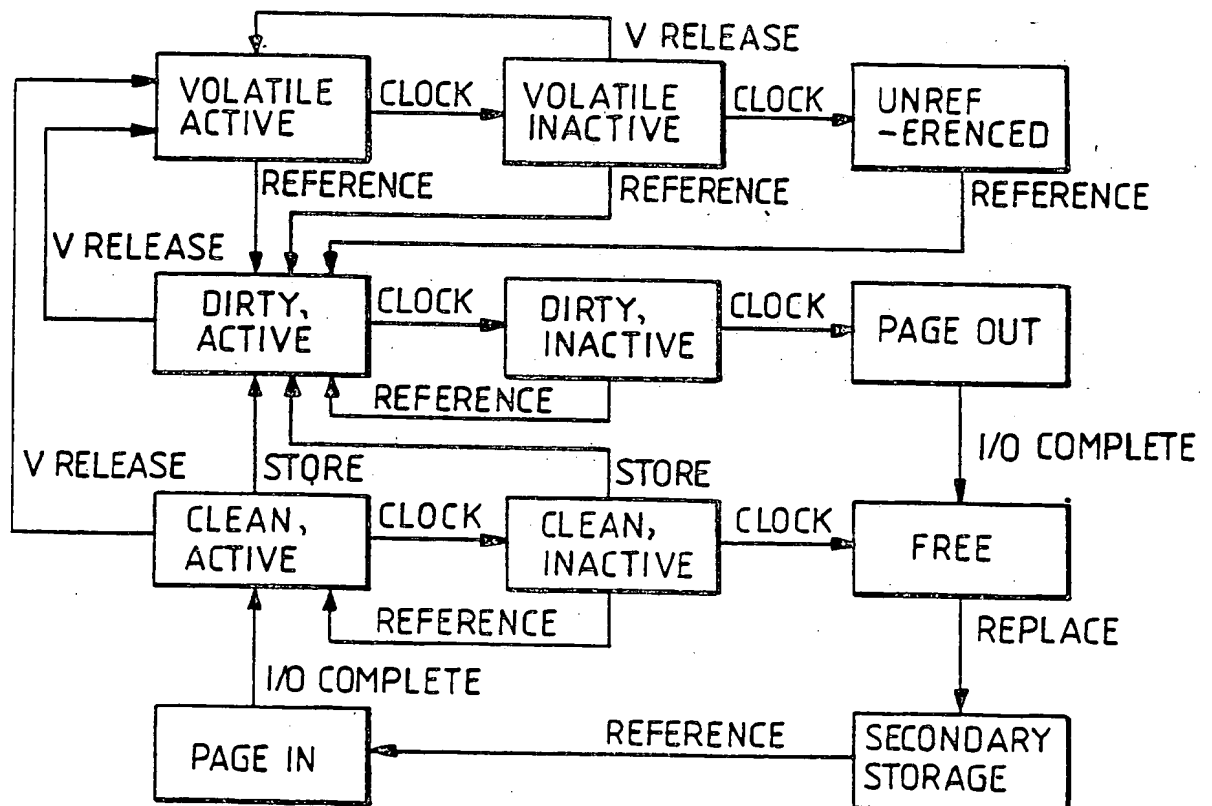 V RELEASE
VOLATILE
ACTIVE
CLOCK
VOLATILE
INACTIVE
CLOCK
UNREF
-ERENCED
REFERENCE
REFERENCE
REFERENCE
V RELEASE
DIRTY,
ACTIVE
CLOCK
DIRTY,
INACTIVE
CLOCK
PAGE OUT
REFERENCE
I/O COMPLETE
V RELEASE
STORE
STORE
CLEAN,
ACTIVE
CLOCK
CLEAN,
INACTIVE
CLOCK
FREE
REFERENCE
REPLACE
I/O COMPLETE
PAGE IN
REFERENCE
SECONDARY
STORAGE